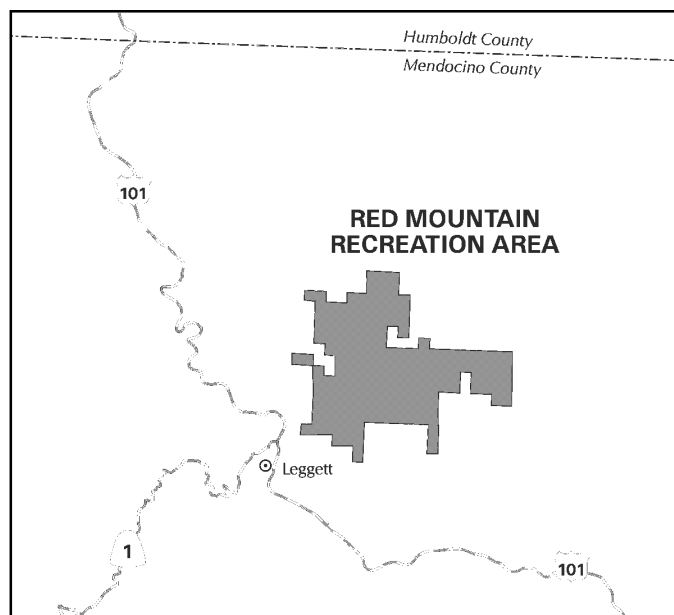 Humboldt County
Mendocino County
101
RED MOUNTAIN
RECREATION AREA
Leggett
1
101